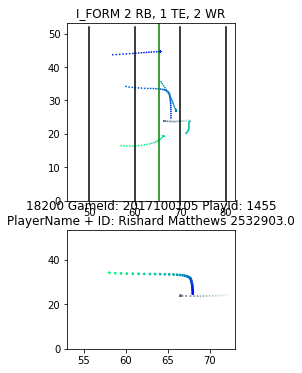 I_FORM 2 RB, 1 TE, 2 WR
50
40
30
20
10
0
50 60 70 80
18200 GameId: 2017100105 PlayId: 1455
PlayerName + ID: Rishard Matthews 2532903.0
40
20
0
55 60 65 70